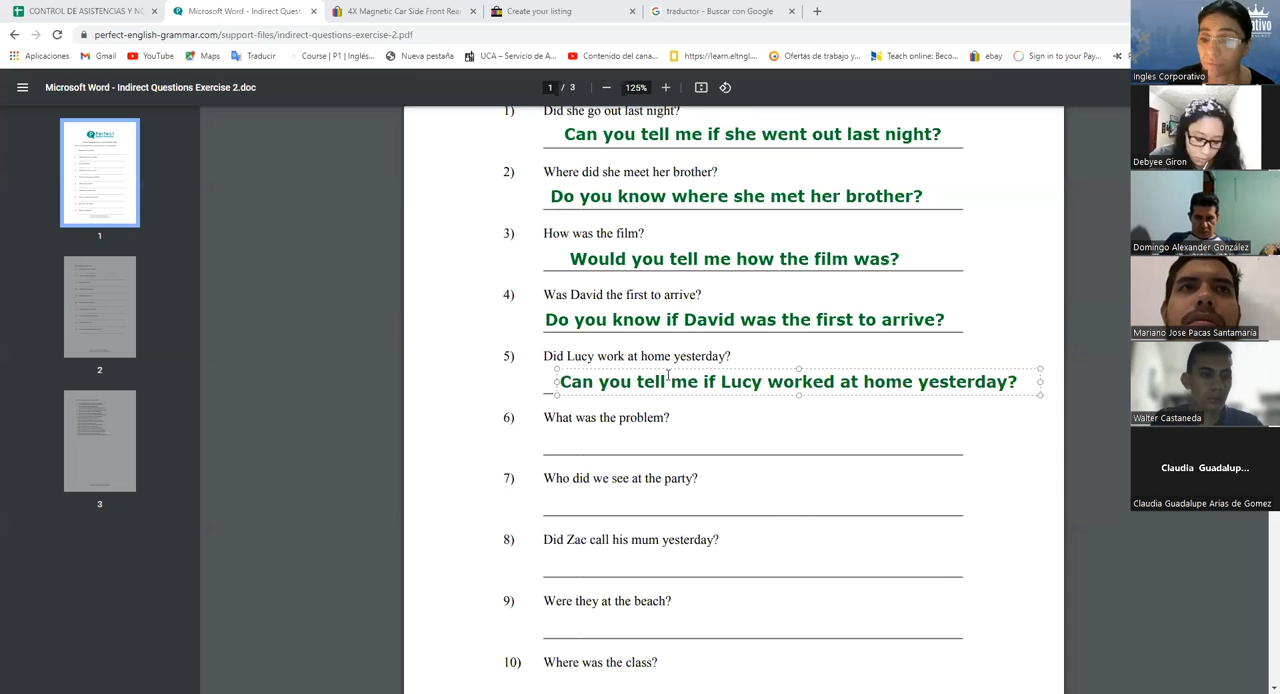 CONTROL DE ASISTENCIAS Y NO
Microsoft Word - Indirect Quest
4X Magnetic Car Side Front Rea
Create your listing
traductor - Buscar con Google
perfect-english-grammar.com/support-files/indirect-questions-exercise-2.pdf
Aplicaciones
Gmail
YouTube
Maps
Traducir
Course | P1 | Inglés...
Nueva pestaña
UCA – Servicio de A...
Contenido del cana...
https://learn.eltngl...
Ofertas de trabajo y...
Teach online: Beco...
ebay
Sign in to your Pay...
Microsoft Word - Indirect Questions Exercise 2.doc
1 / 3
125%
1
2
3
1) Did she go out last night?
Can you tell me if she went out last night?
2) Where did she meet her brother?
Do you know where she met her brother?
3) How was the film?
Would you tell me how the film was?
4) Was David the first to arrive?
Do you know if David was the first to arrive?
5) Did Lucy work at home yesterday?
Can you tell me if Lucy worked at home yesterday?
6) What was the problem?
7) Who did we see at the party?
8) Did Zac call his mum yesterday?
9) Were they at the beach?
10) Where was the class?
Ingles Corporativo
Debyee Giron
Domingo Alexander González
Mariano Jose Pacas Santamaría
Walter Castaneda
Claudia Guadalup...
Claudia Guadalupe Arias de Gomez